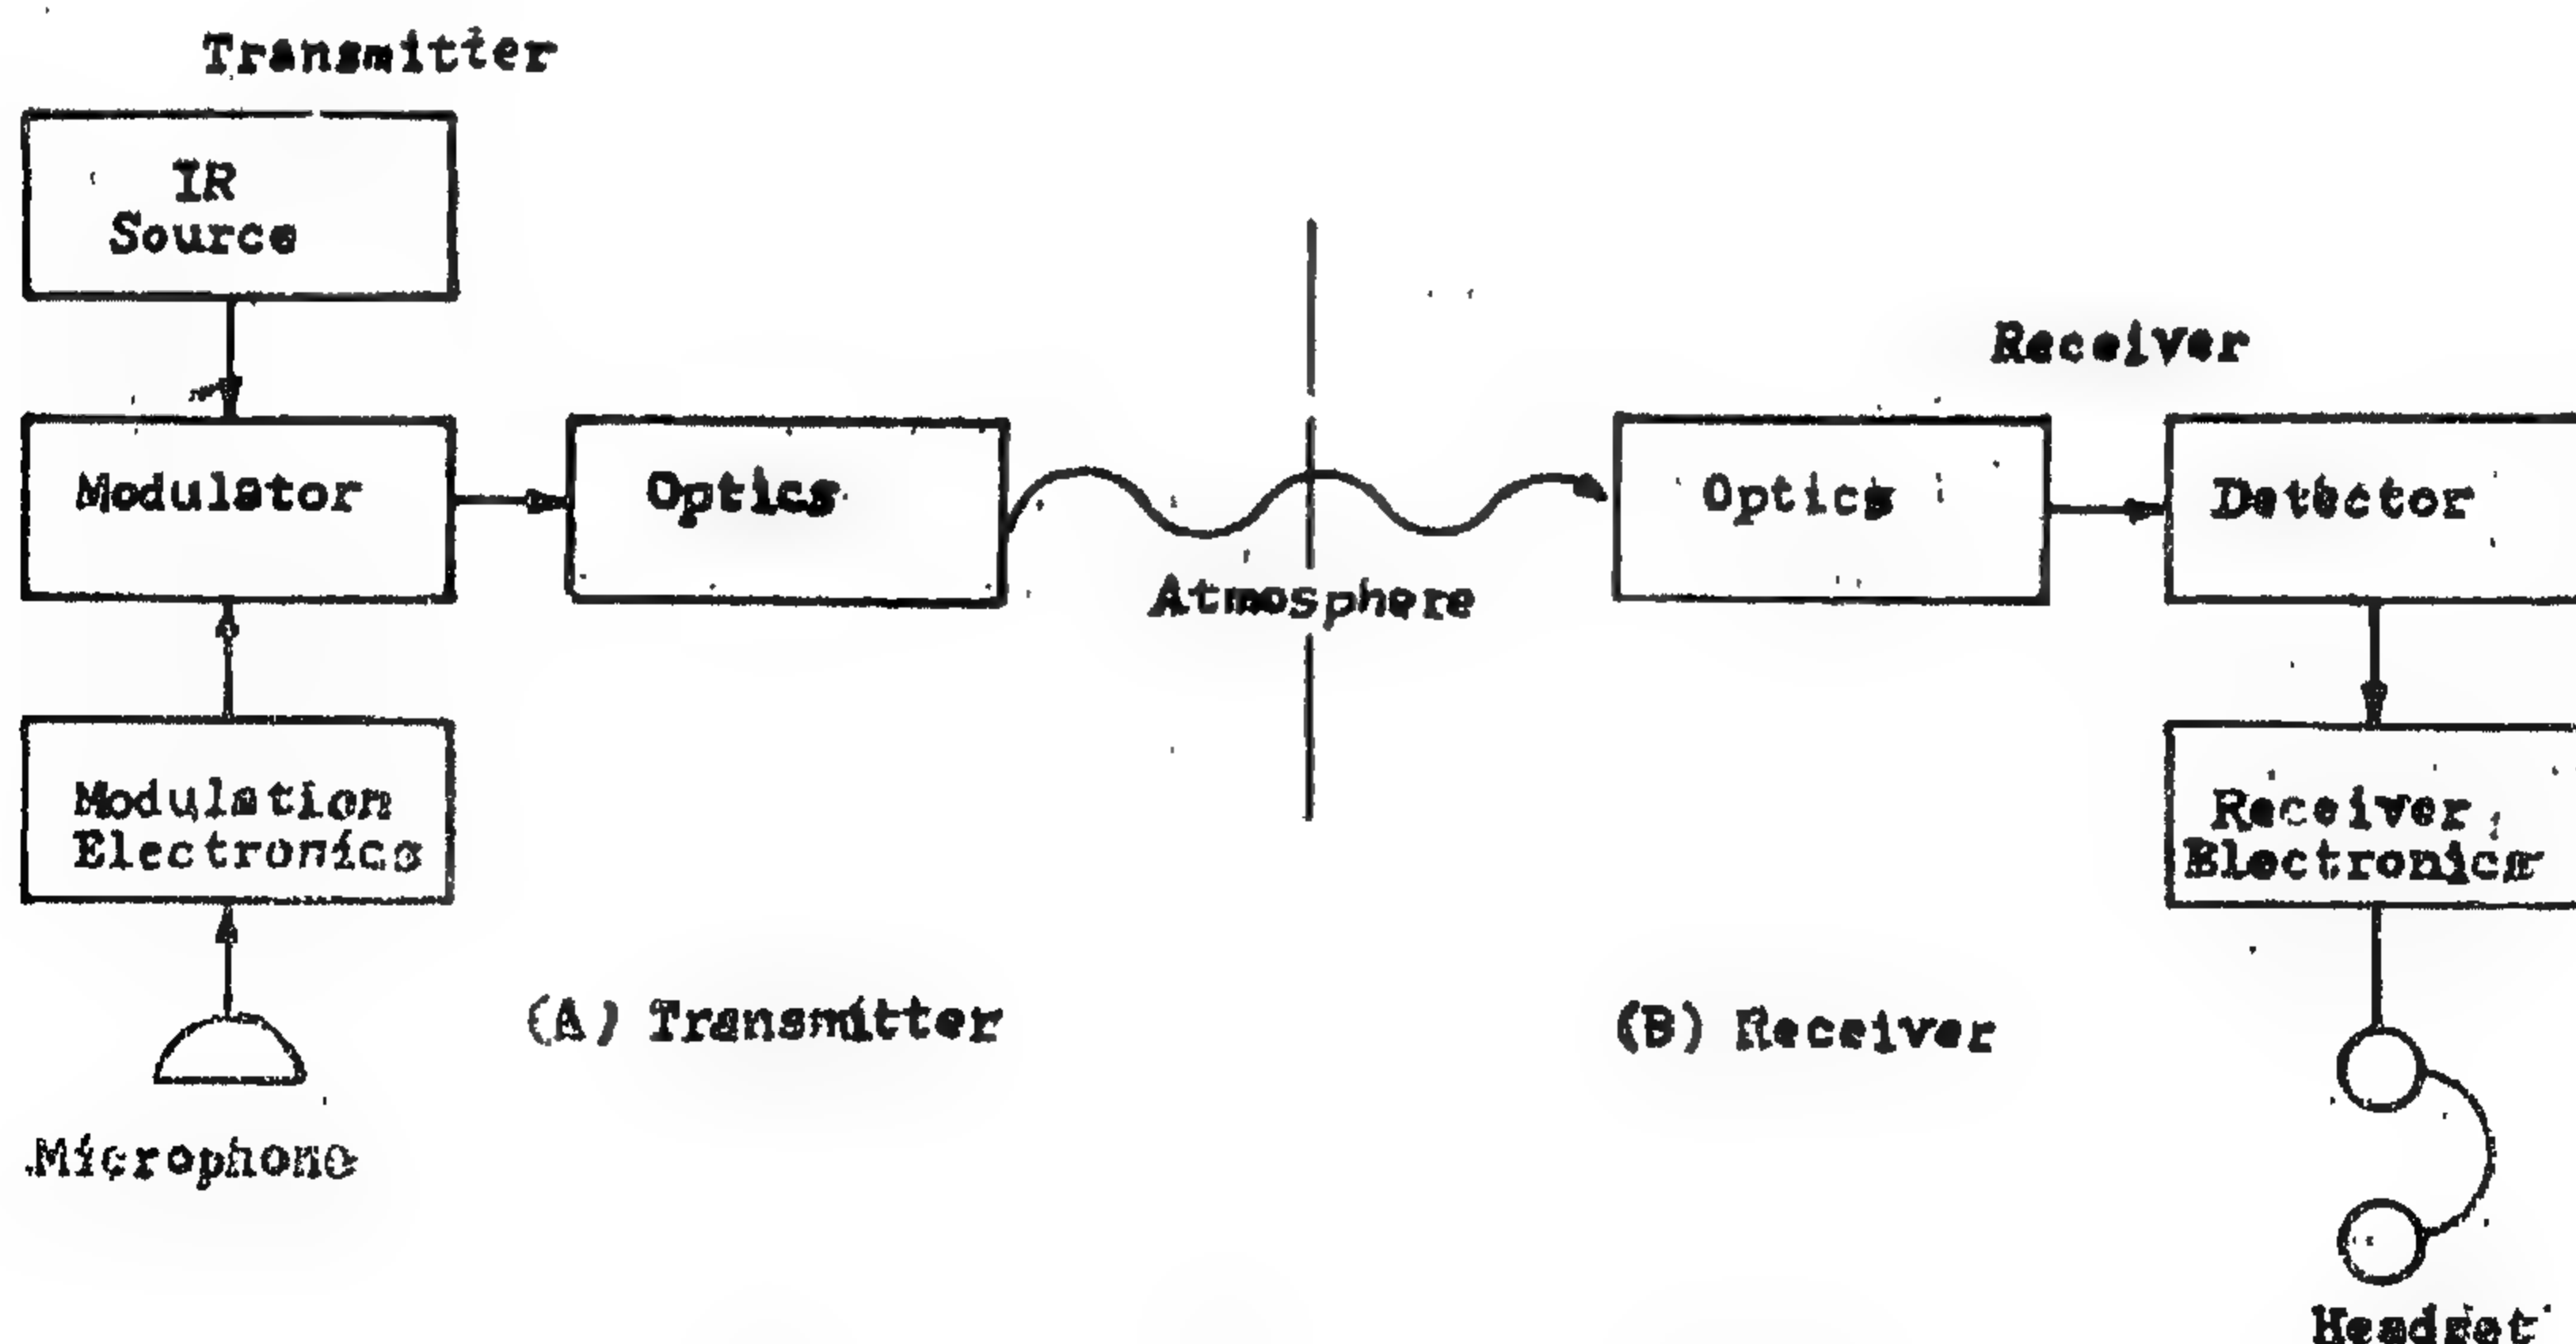 Transmitter
IR
Source
Modulator
Optics
Modulation
Electronics
Microphone
(A) Transmitter
Atmosphere
Receiver
Optics
Detector
Receiver
Electronics
(B) Receiver
Headset